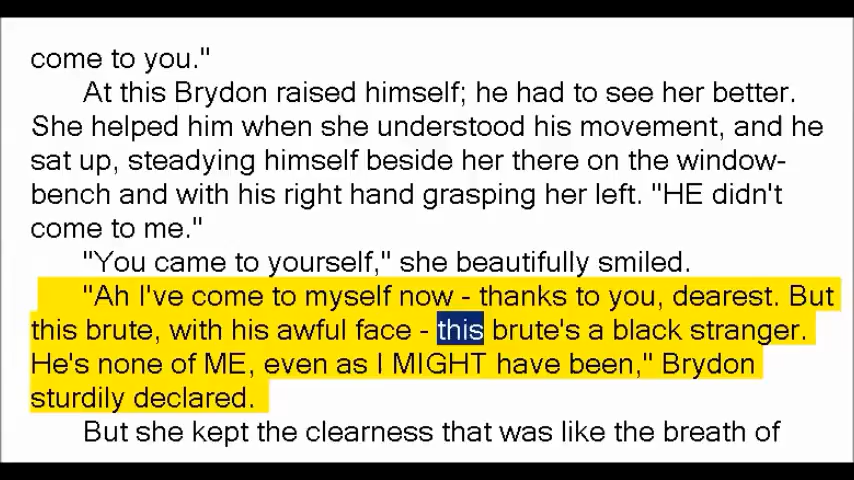 come to you."
At this Brydon raised himself; he had to see her better.
She helped him when she understood his movement, and he
sat up, steadying himself beside her there on the window-
bench and with his right hand grasping her left. "HE didn't
come to me."
"You came to yourself," she beautifully smiled.
"Ah I've come to myself now - thanks to you, dearest. But
this brute, with his awful face - this brute's a black stranger.
He's none of ME, even as I MIGHT have been," Brydon
sturdily declared.
But she kept the clearness that was like the breath of